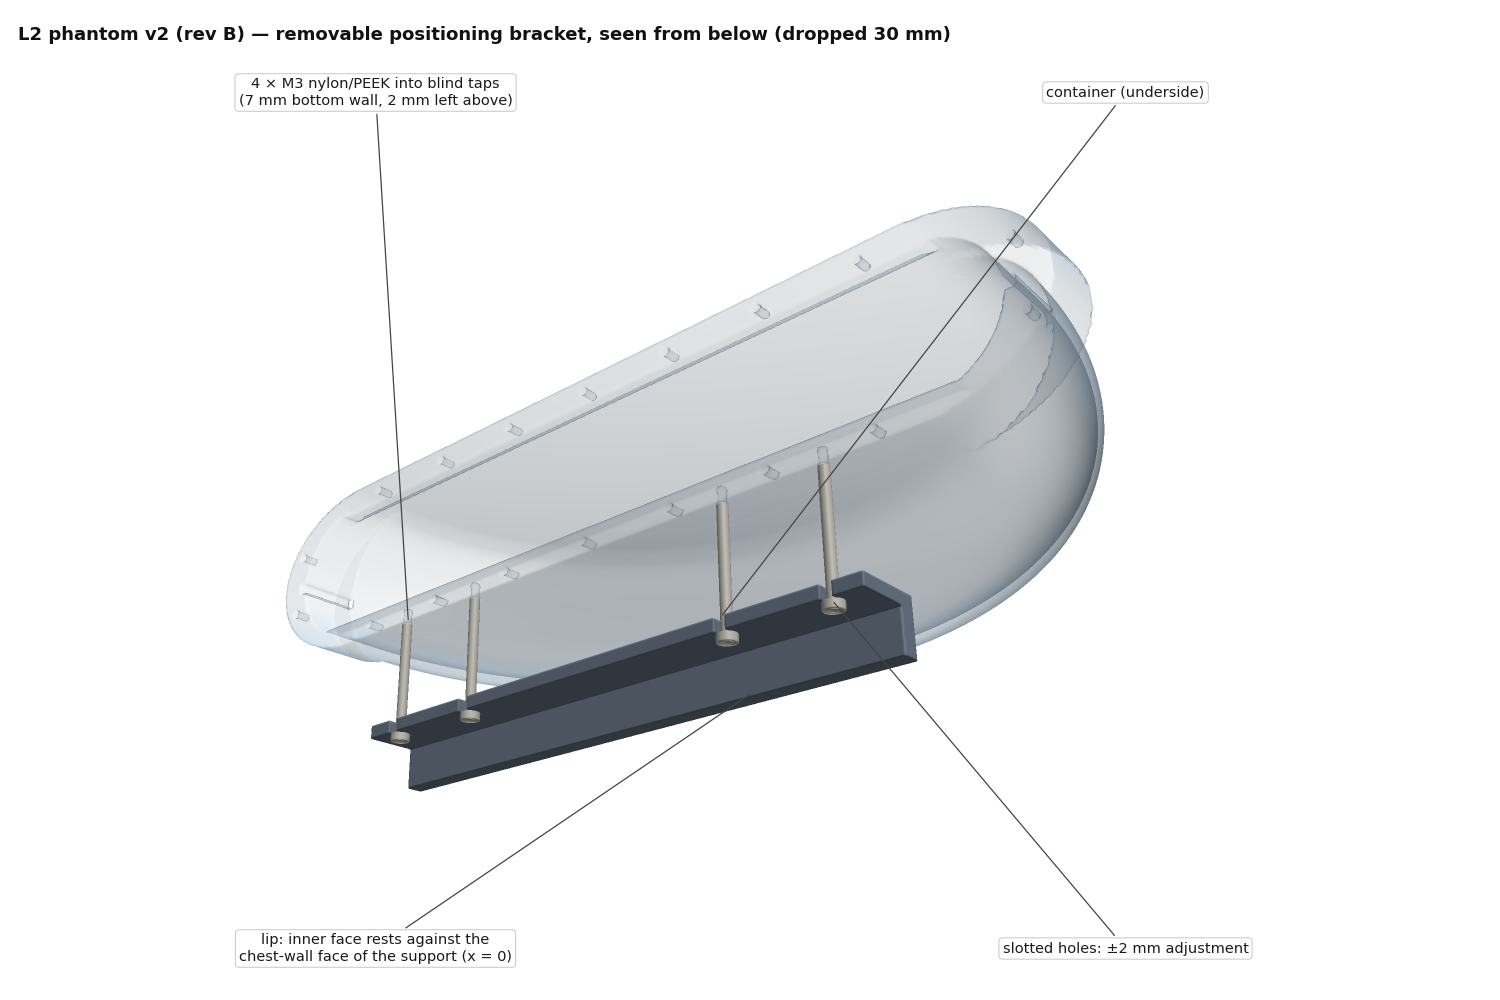 L2 phantom v2 (rev B) — removable positioning bracket, seen from below (dropped 30 mm)
4 × M3 nylon/PEEK into blind taps
(7 mm bottom wall, 2 mm left above)
container (underside)
lip: inner face rests against the
chest-wall face of the support (x = 0)
slotted holes: ±2 mm adjustment